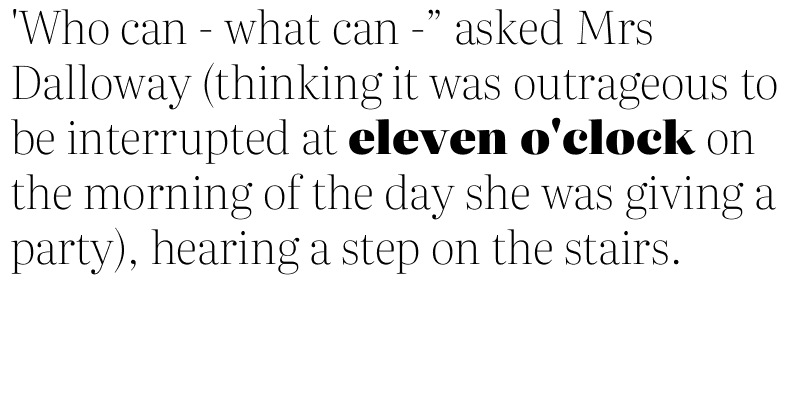 'Who can - what can -” asked Mrs
Dalloway (thinking it was outrageous to
be interrupted at eleven o'clock on
the morning of the day she was giving a
party), hearing a step on the stairs.